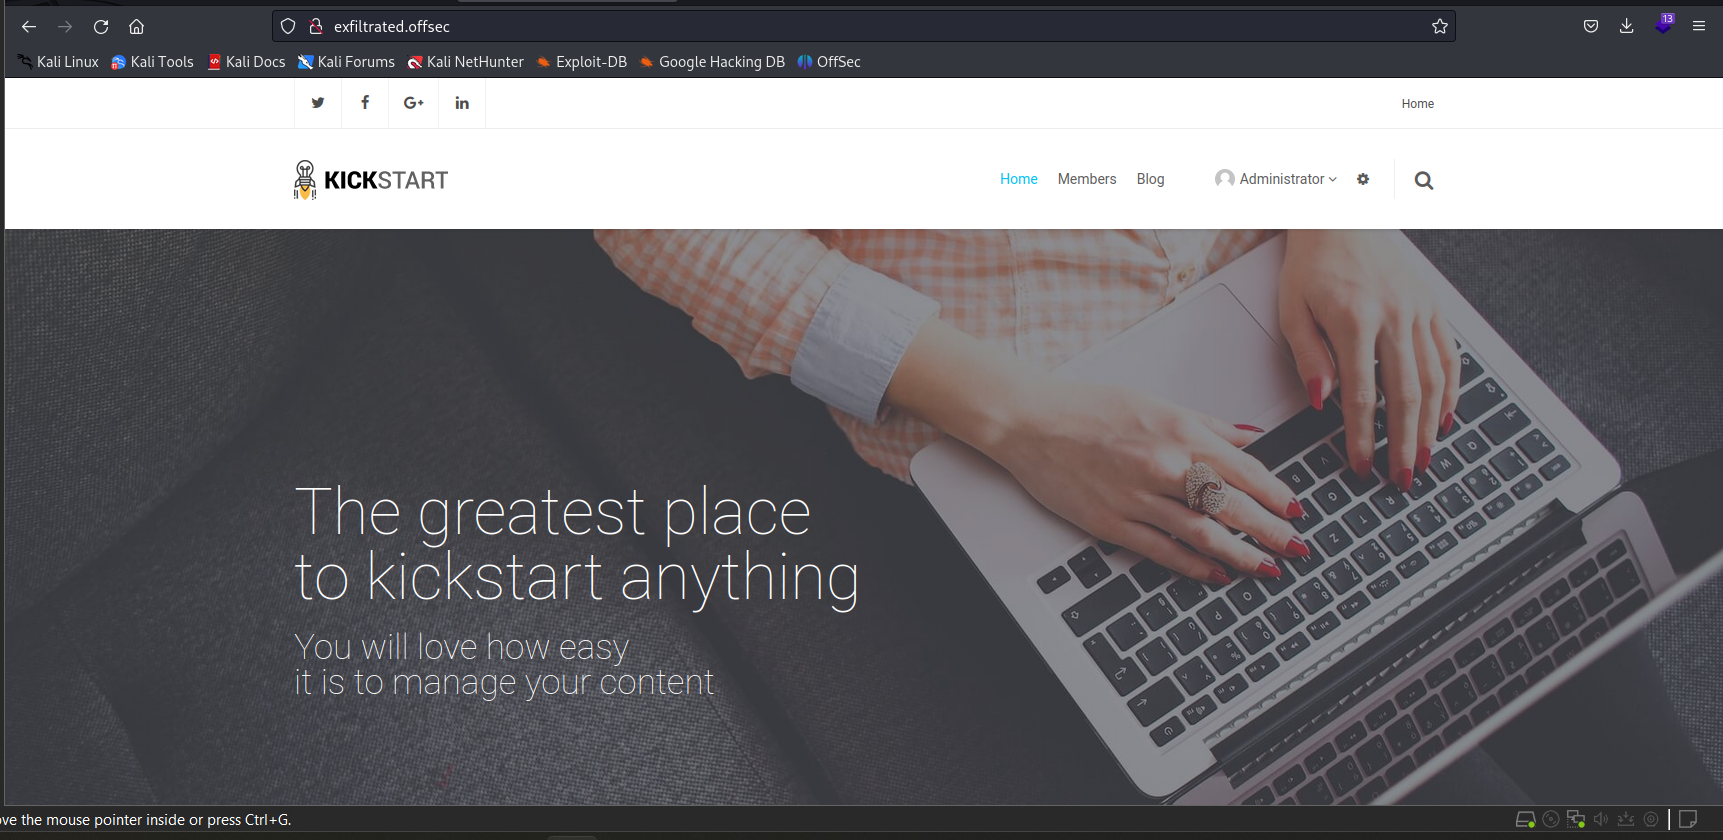 exfiltrated.offsec
13
Kali Linux Kali Tools Kali Docs Kali Forums Kali NetHunter Exploit-DB Google Hacking DB OffSec
Home
KICKSTART
Home Members Blog Administrator
The greatest place
to kickstart anything
You will love how easy
it is to manage your content
ove the mouse pointer inside or press Ctrl+G.